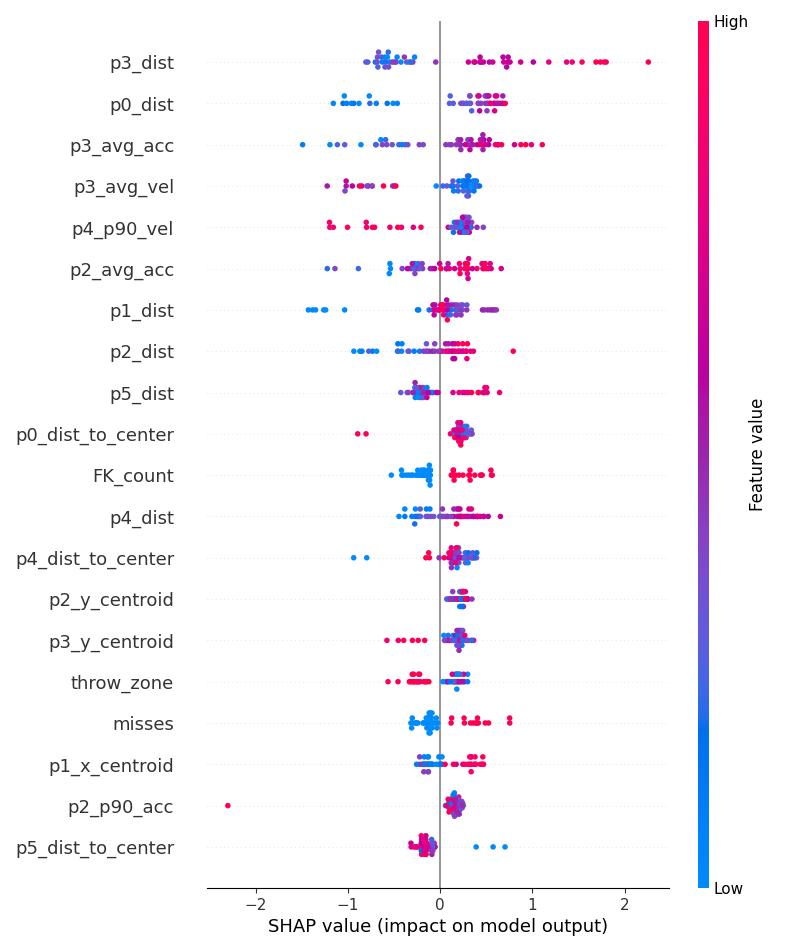 High
p3_dist
p0_dist
p3_avg_acc
p3_avg_vel
p4_p90_vel
p2_avg_acc
p1_dist
p2_dist
p5_dist
p0_dist_to_center
FK_count
p4_dist
p4_dist_to_center
p2_y_centroid
p3_y_centroid
throw_zone
misses
p1_x_centroid
p2_p90_acc
p5_dist_to_center
Feature value
Low
−2 −1 0 1 2
SHAP value (impact on model output)